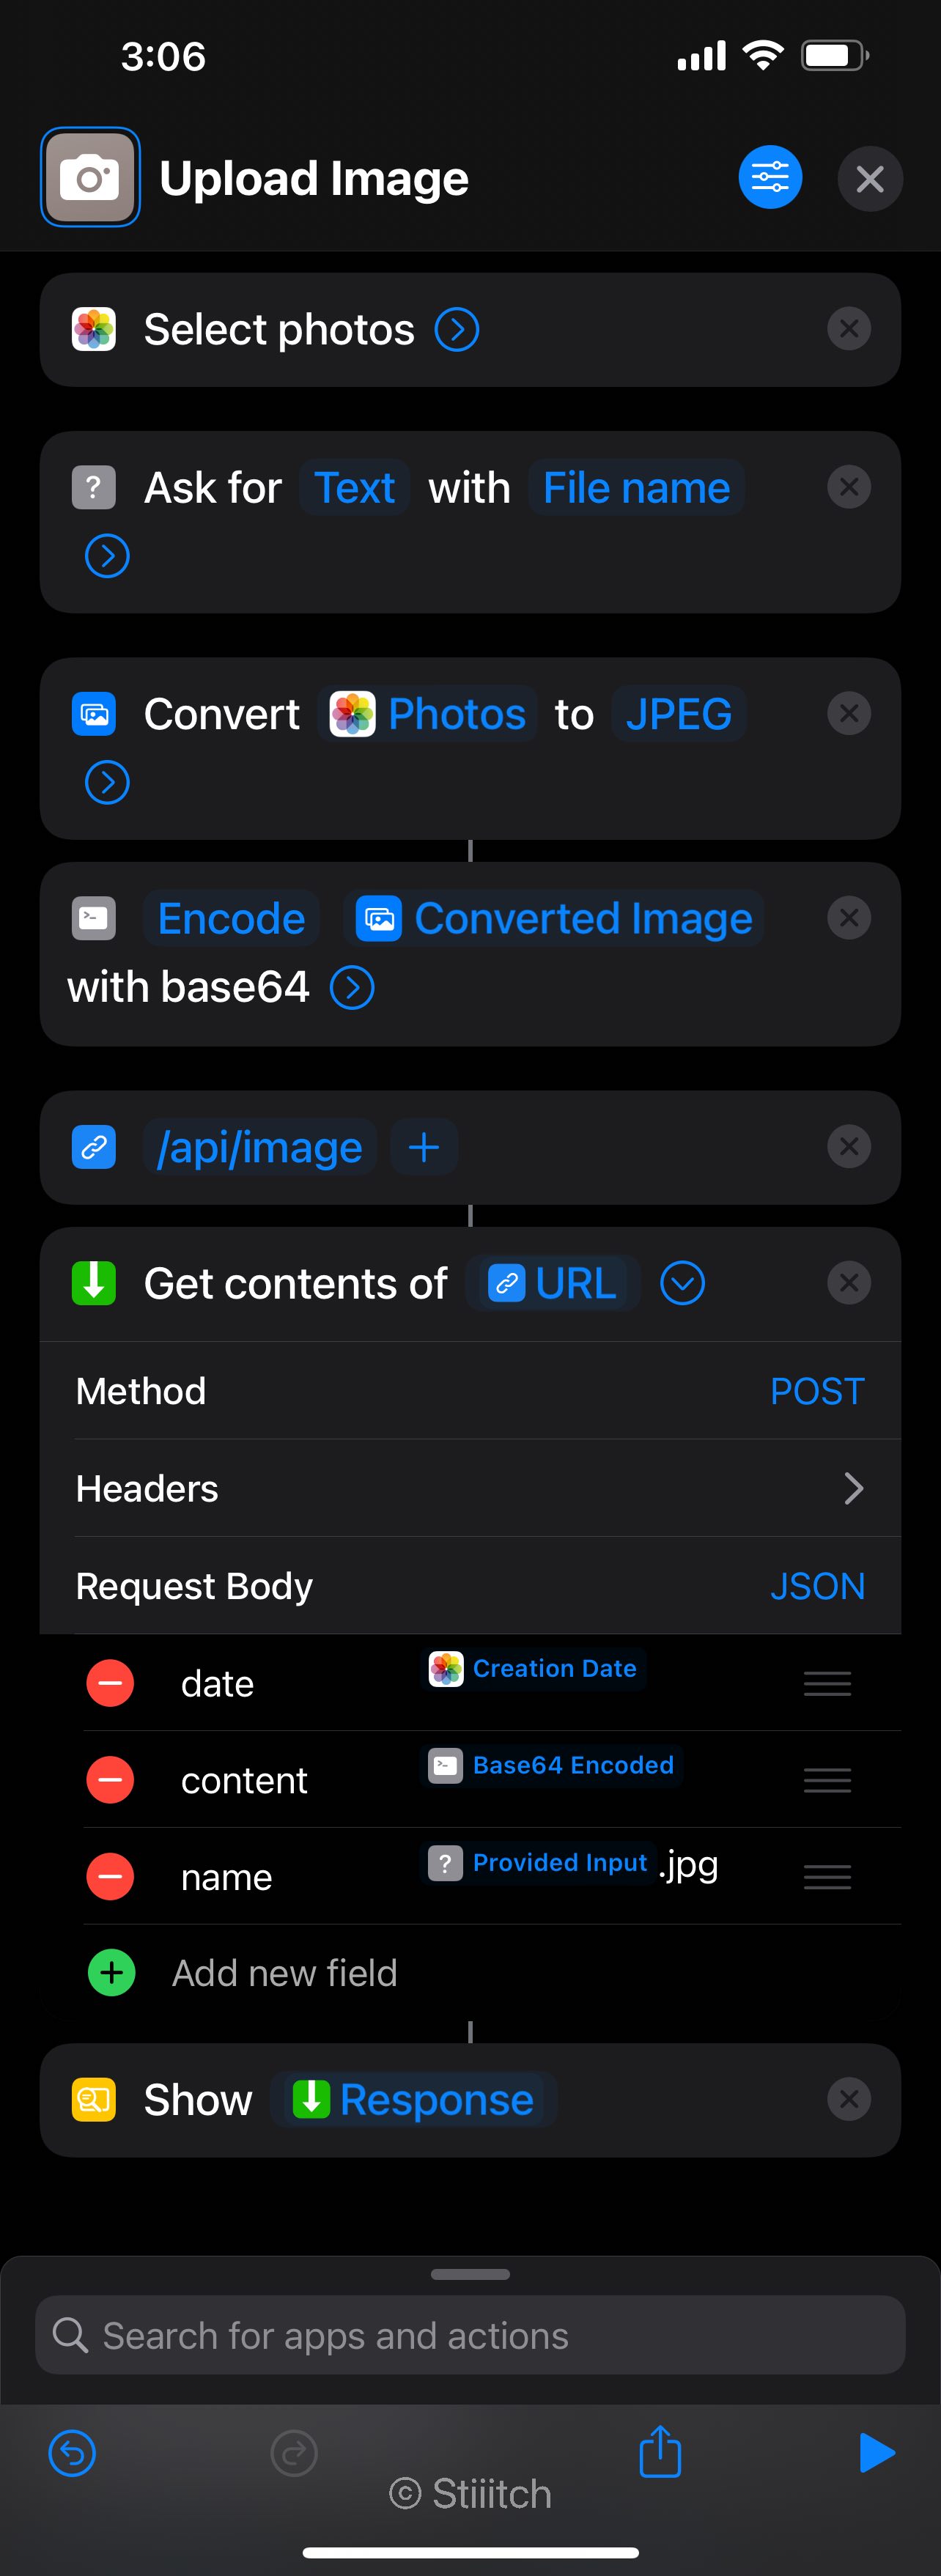 3:06
Upload Image
Select photos
? Ask for Text with File name
Convert Photos to JPEG
Encode Converted Image
with base64
/api/image +
Get contents of URL
Method POST
Headers
Request Body JSON
date Creation Date
content Base64 Encoded
name ? Provided Input .jpg
Add new field
Show Response
Search for apps and actions
© Stiiitch